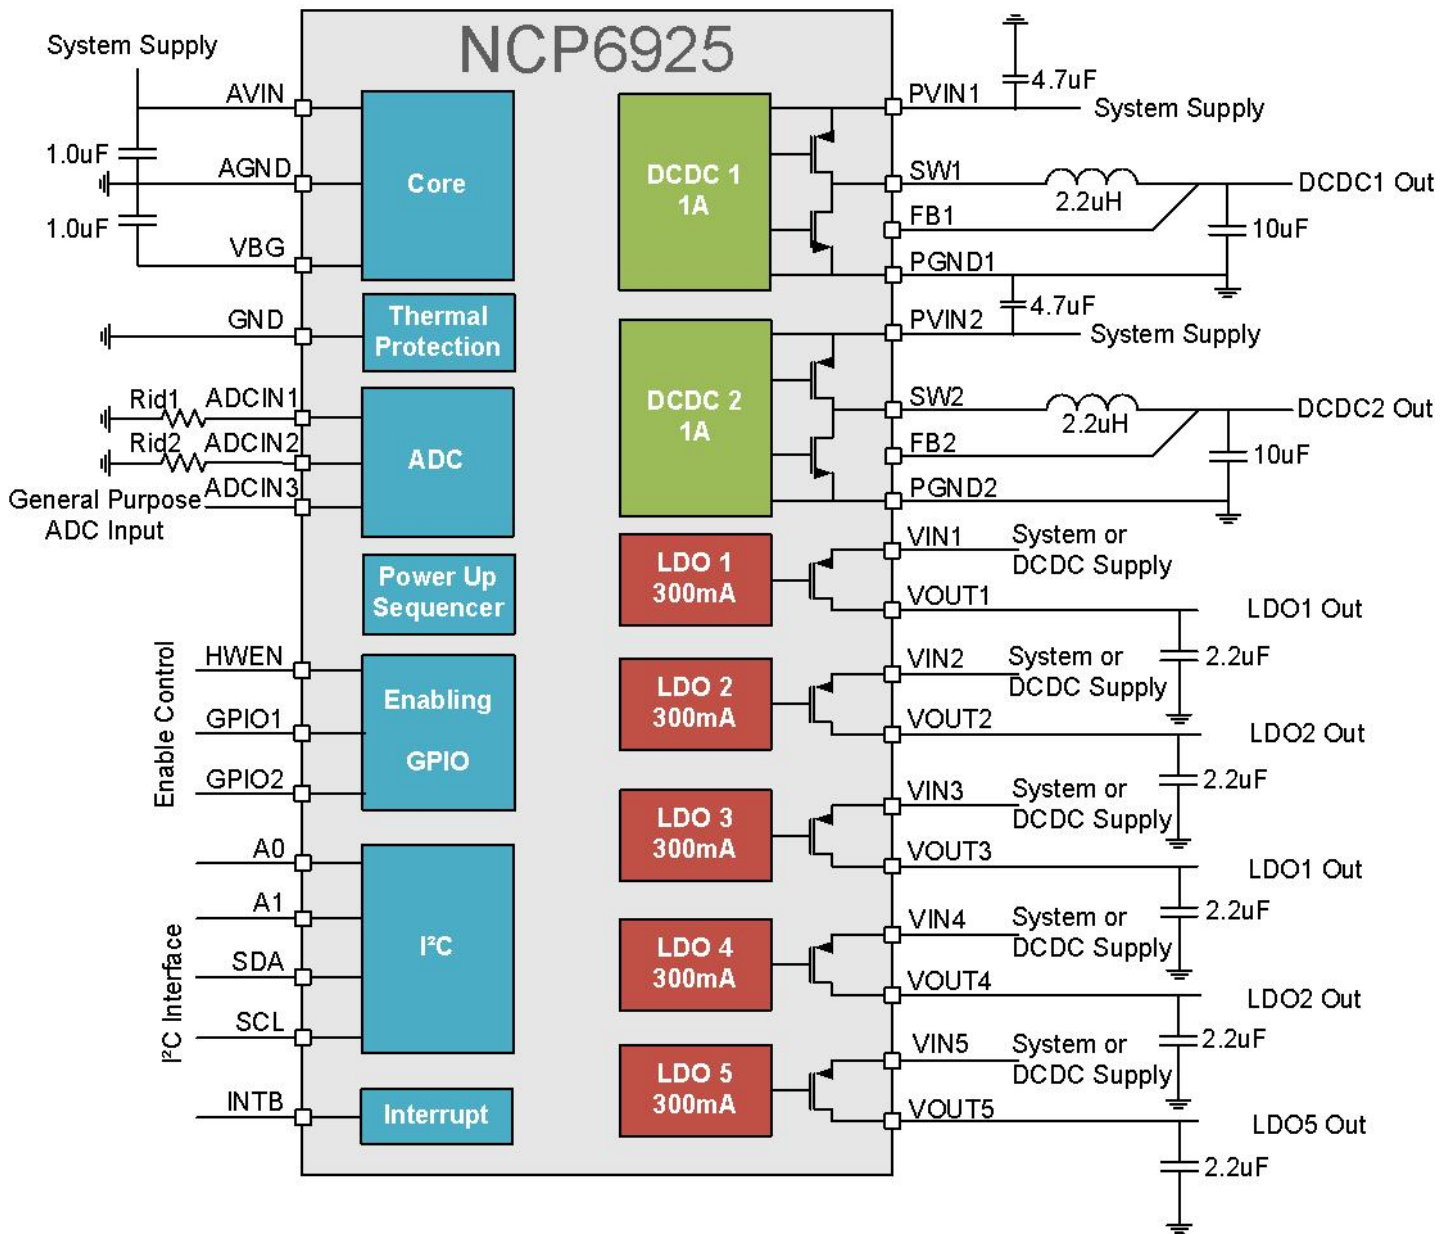 NCP6925
System Supply
AVIN
1.0uF
AGND
1.0uF
VBG
Core
GND
Thermal
Protection
Rid1
ADCIN1
Rid2
ADCIN2
ADCIN3
General Purpose
ADC Input
ADC
Power Up
Sequencer
Enable Control
HWEN
GPIO1
GPIO2
Enabling
GPIO
I²C Interface
A0
A1
SDA
SCL
I²C
INTB
Interrupt
DCDC 1
1A
PVIN1
4.7uF
System Supply
SW1
2.2uH
DCDC1 Out
FB1
10uF
PGND1
DCDC 2
1A
4.7uF
PVIN2
System Supply
SW2
2.2uH
DCDC2 Out
FB2
10uF
PGND2
LDO 1
300mA
VIN1
System or
DCDC Supply
VOUT1
LDO1 Out
2.2uF
LDO 2
300mA
VIN2
System or
DCDC Supply
VOUT2
LDO2 Out
2.2uF
LDO 3
300mA
VIN3
System or
DCDC Supply
VOUT3
LDO1 Out
2.2uF
LDO 4
300mA
VIN4
System or
DCDC Supply
VOUT4
LDO2 Out
2.2uF
LDO 5
300mA
VIN5
System or
DCDC Supply
VOUT5
LDO5 Out
2.2uF